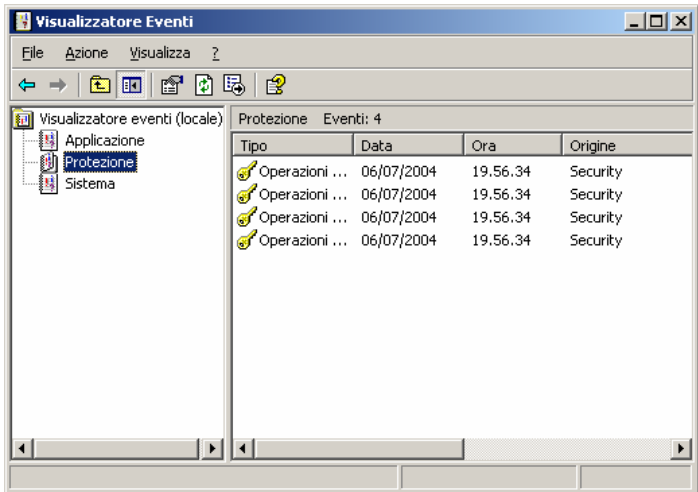 Visualizzatore Eventi
File Azione Visualizza ?
Visualizzatore eventi (locale)
Applicazione
Protezione
Sistema
Protezione Eventi: 4
Tipo Data Ora Origine
Operazioni ... 06/07/2004 19.56.34 Security
Operazioni ... 06/07/2004 19.56.34 Security
Operazioni ... 06/07/2004 19.56.34 Security
Operazioni ... 06/07/2004 19.56.34 Security